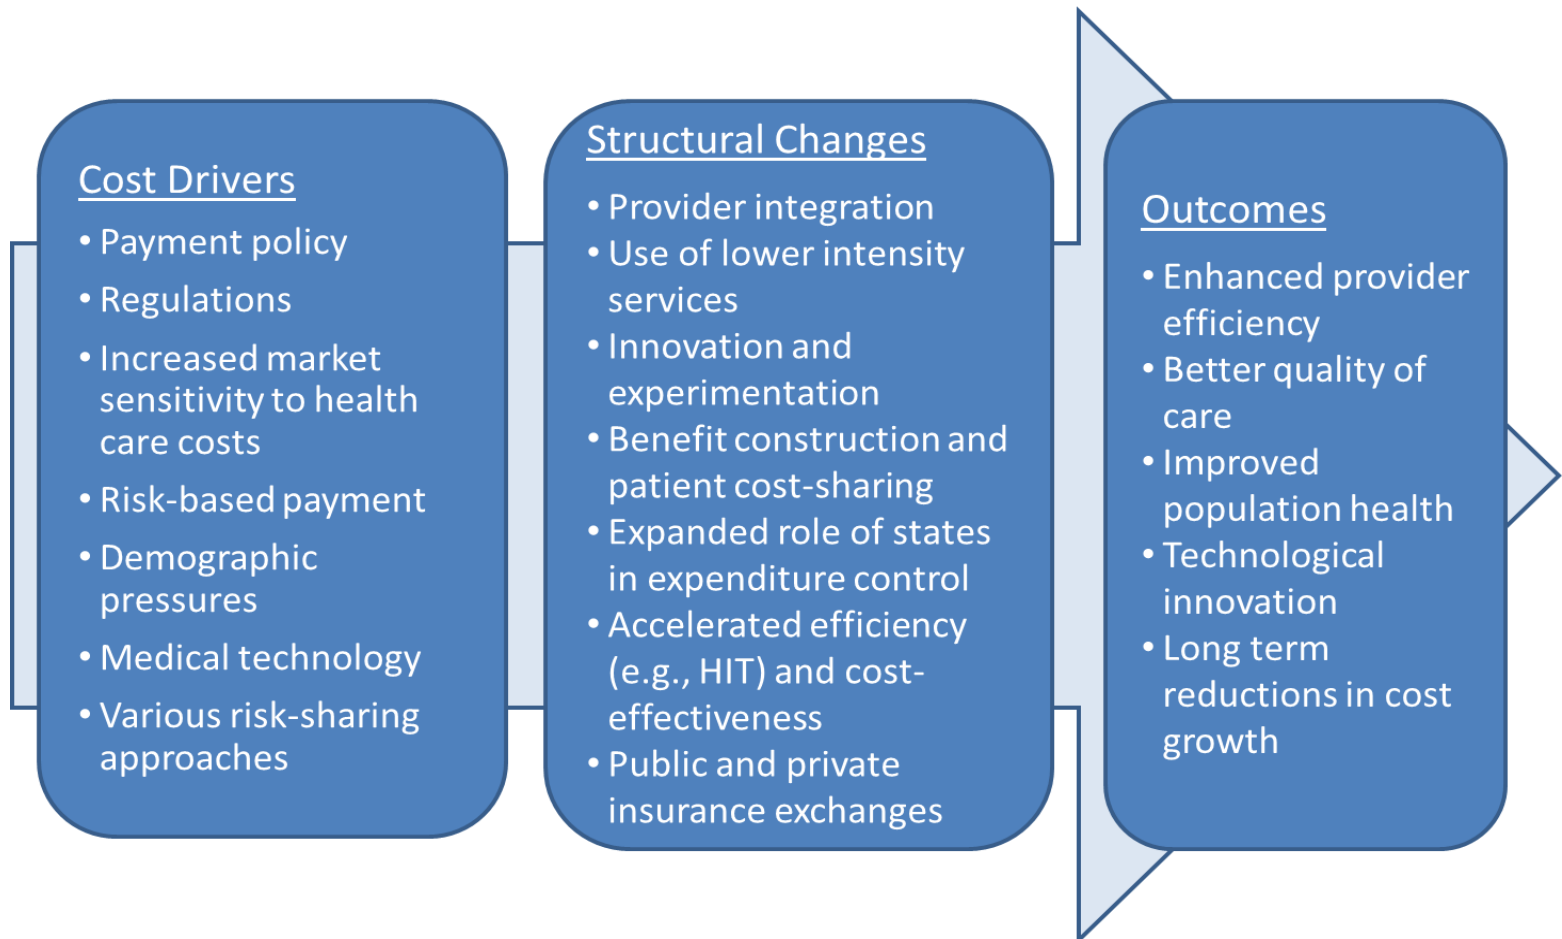 Cost Drivers
• Payment policy
• Regulations
• Increased market
sensitivity to health
care costs
• Risk-based payment
• Demographic
pressures
• Medical technology
• Various risk-sharing
approaches
Structural Changes
• Provider integration
• Use of lower intensity
services
• Innovation and
experimentation
• Benefit construction and
patient cost-sharing
• Expanded role of states
in expenditure control
• Accelerated efficiency
(e.g., HIT) and cost-
effectiveness
• Public and private
insurance exchanges
Outcomes
• Enhanced provider
efficiency
• Better quality of
care
• Improved
population health
• Technological
innovation
• Long term
reductions in cost
growth